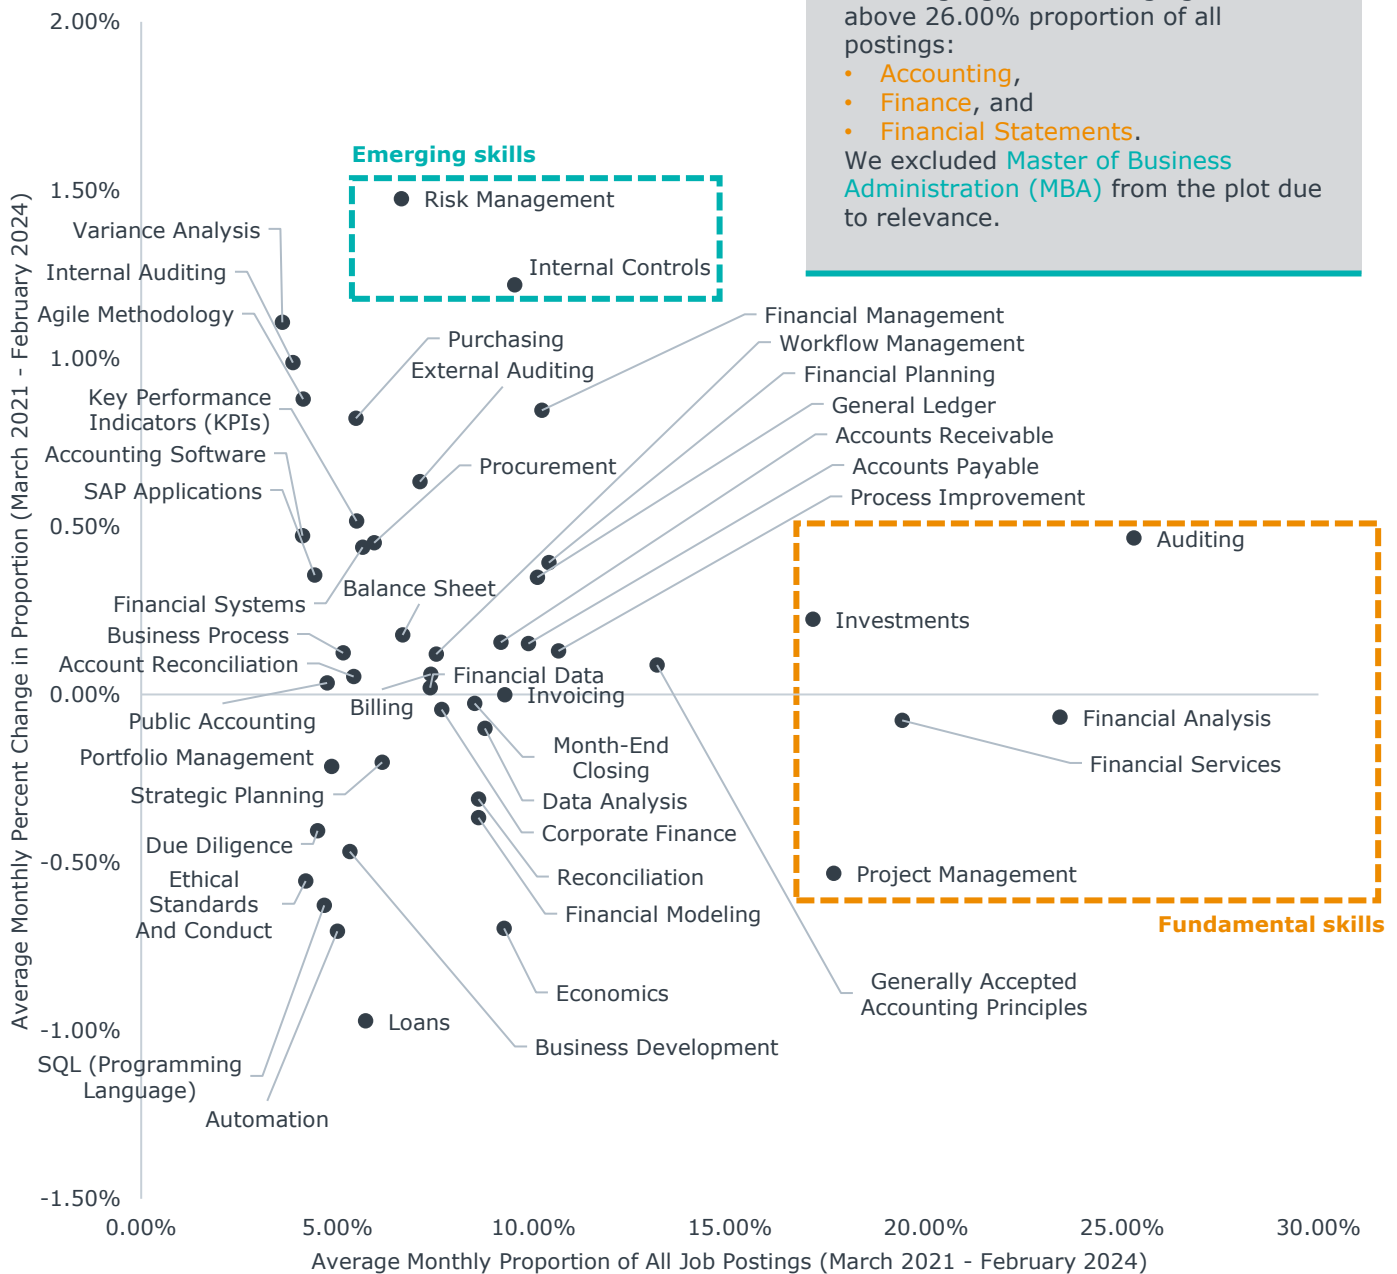 above 26.00% proportion of all
postings:
• Accounting,
• Finance, and
• Financial Statements.
We excluded Master of Business
Administration (MBA) from the plot due
to relevance.
Average Monthly Percent Change in Proportion (March 2021 - February 2024)
2.00%
1.50%
1.00%
0.50%
0.00%
-0.50%
-1.00%
-1.50%
Emerging skills
Risk Management
Internal Controls
Variance Analysis
Internal Auditing
Agile Methodology
Purchasing
External Auditing
Key Performance
Indicators (KPIs)
Accounting Software
SAP Applications
Procurement
Financial Management
Workflow Management
Financial Planning
General Ledger
Accounts Receivable
Accounts Payable
Process Improvement
Auditing
Investments
Financial Analysis
Financial Services
Project Management
Fundamental skills
Balance Sheet
Financial Systems
Business Process
Account Reconciliation
Public Accounting
Financial Data
Invoicing
Billing
Portfolio Management
Strategic Planning
Month-End
Closing
Data Analysis
Corporate Finance
Due Diligence
Ethical
Standards
And Conduct
Reconciliation
Financial Modeling
Economics
Generally Accepted
Accounting Principles
Loans
Business Development
SQL (Programming
Language)
Automation
0.00%
5.00%
10.00%
15.00%
20.00%
25.00%
30.00%
Average Monthly Proportion of All Job Postings (March 2021 - February 2024)